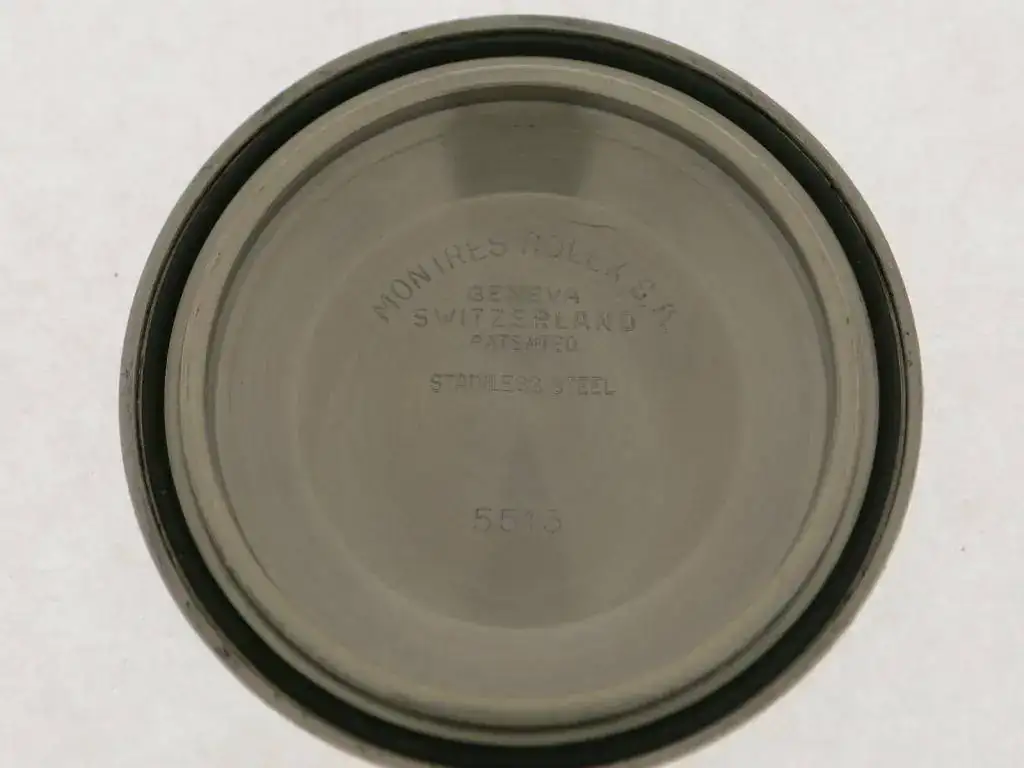 MONTRES ROLEX S.A.
GENEVA
SWITZERLAND
PATENTED
STAINLESS STEEL
5513